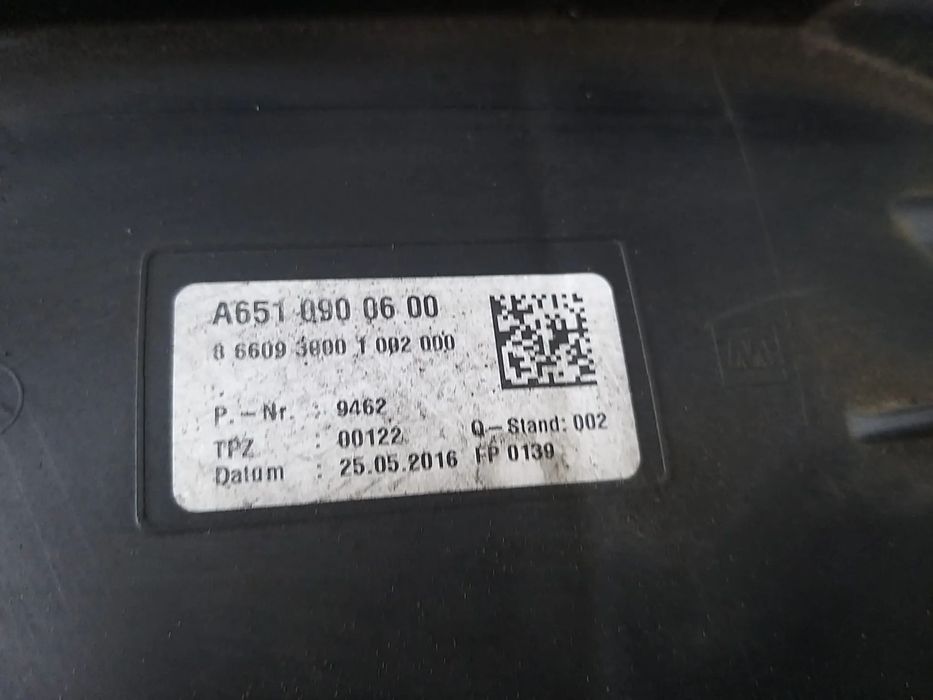 A651 090 06 00
8 6609 3800 1 002 000
P.-Nr. : 9462
TPZ : 00122 Q-Stand: 002
Datum : 25.05.2016 FP 0139